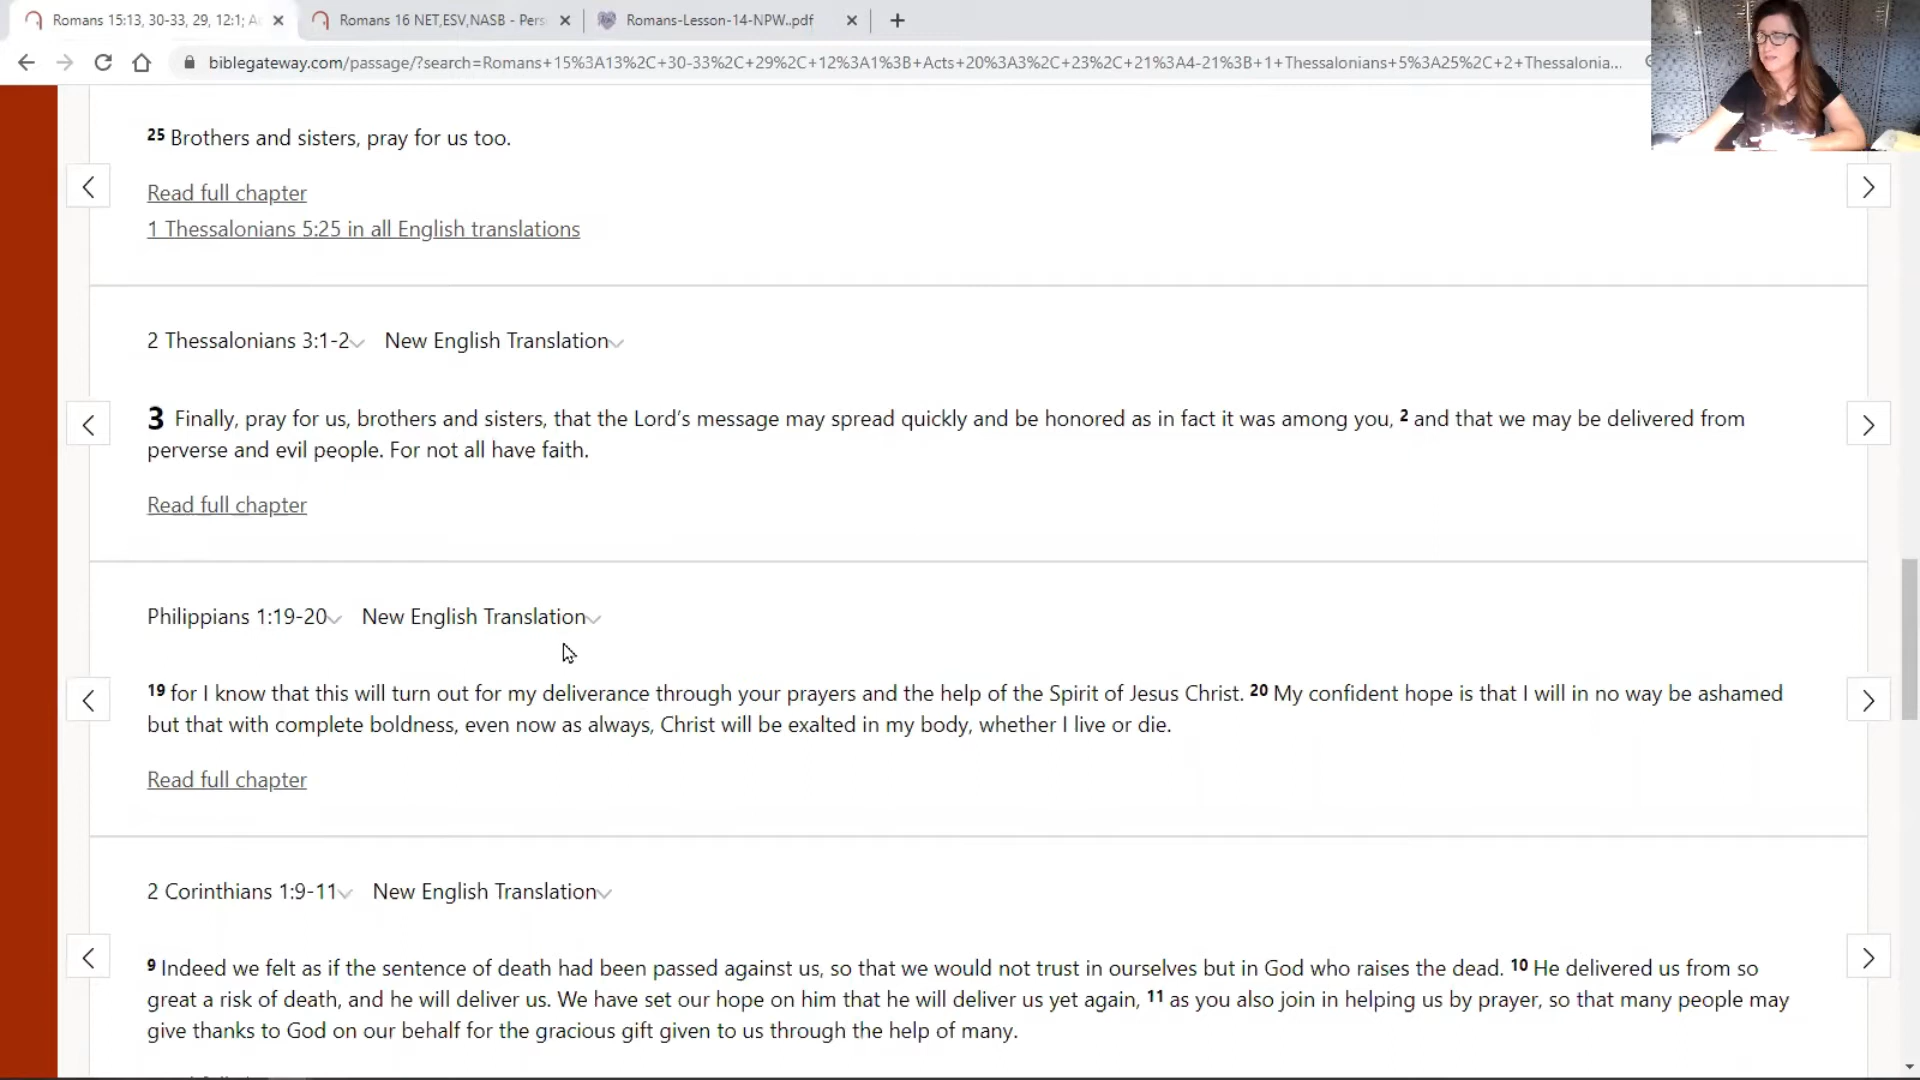 Romans 15:13, 30-33, 29, 12:1; A
Romans 16 NET,ESV,NASB - Pers
Romans-Lesson-14-NPW..pdf
biblegateway.com/passage/?search=Romans+15%3A13%2C+30-33%2C+29%2C+12%3A1%3B+Acts+20%3A3%2C+23%2C+21%3A4-21%3B+1+Thessalonians+5%3A25%2C+2+Thessalonia...
25 Brothers and sisters, pray for us too.
Read full chapter
1 Thessalonians 5:25 in all English translations
2 Thessalonians 3:1-2 New English Translation
3 Finally, pray for us, brothers and sisters, that the Lord’s message may spread quickly and be honored as in fact it was among you, 2 and that we may be delivered from
perverse and evil people. For not all have faith.
Read full chapter
Philippians 1:19-20 New English Translation
19 for I know that this will turn out for my deliverance through your prayers and the help of the Spirit of Jesus Christ. 20 My confident hope is that I will in no way be ashamed
but that with complete boldness, even now as always, Christ will be exalted in my body, whether I live or die.
Read full chapter
2 Corinthians 1:9-11 New English Translation
9 Indeed we felt as if the sentence of death had been passed against us, so that we would not trust in ourselves but in God who raises the dead. 10 He delivered us from so
great a risk of death, and he will deliver us. We have set our hope on him that he will deliver us yet again, 11 as you also join in helping us by prayer, so that many people may
give thanks to God on our behalf for the gracious gift given to us through the help of many.